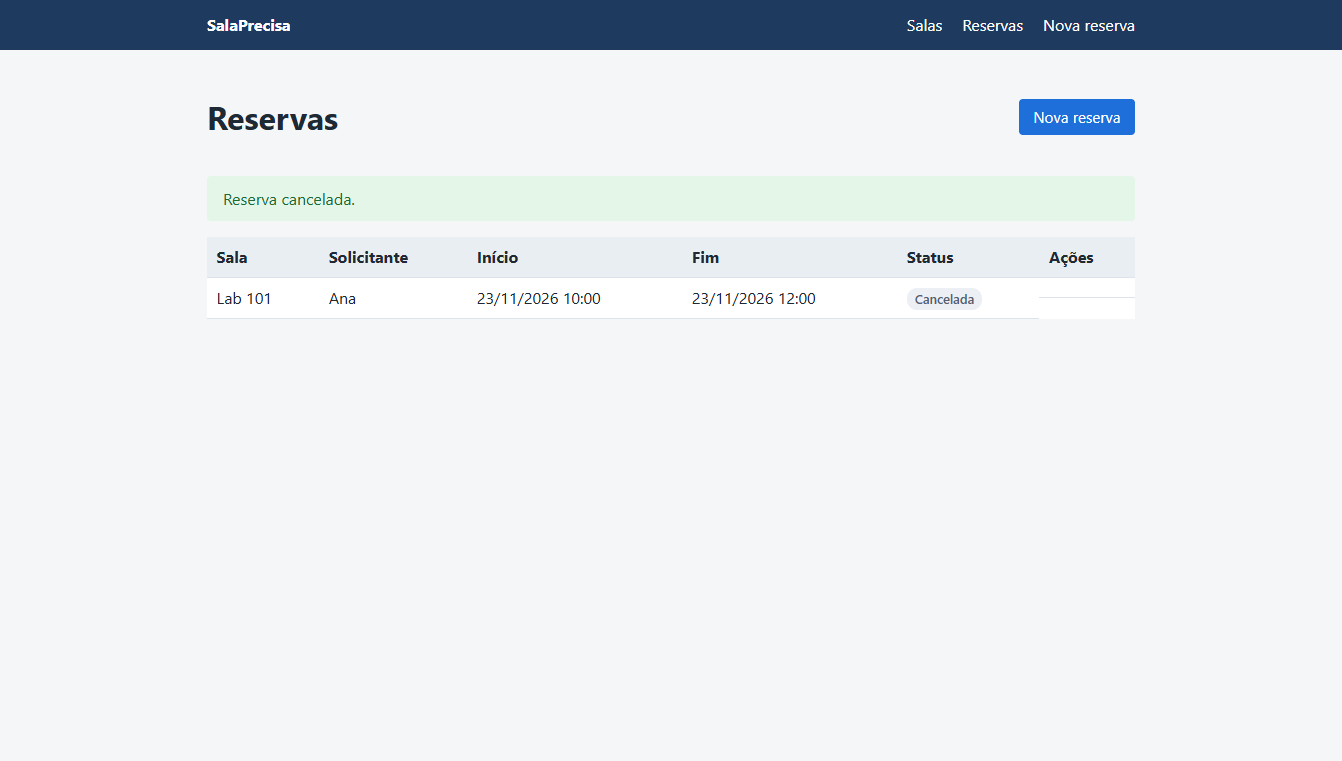 SalaPrecisa Salas Reservas Nova reserva
Reservas Nova reserva
Reserva cancelada.
Sala Solicitante Início Fim Status Ações
Lab 101 Ana 23/11/2026 10:00 23/11/2026 12:00 Cancelada